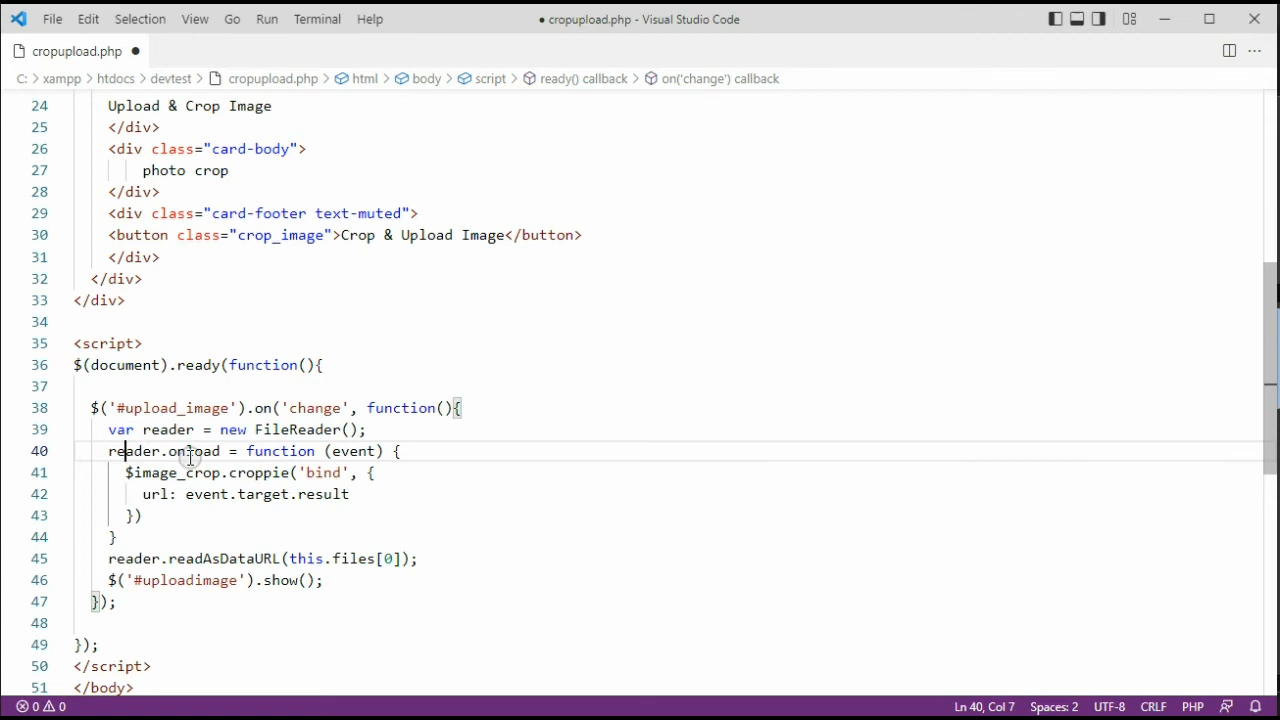 File Edit Selection View Go Run Terminal Help ● cropupload.php - Visual Studio Code
cropupload.php ●
C: > xampp > htdocs > devtest > cropupload.php > html > body > script > ready() callback > on('change') callback
24 Upload & Crop Image
25 </div>
26 <div class="card-body">
27 photo crop
28 </div>
29 <div class="card-footer text-muted">
30 <button class="crop_image">Crop & Upload Image</button>
31 </div>
32 </div>
33 </div>
34
35 <script>
36 $(document).ready(function(){
37
38 $('#upload_image').on('change', function(){
39 var reader = new FileReader();
40 reader.onload = function (event) {
41 $image_crop.croppie('bind', {
42 url: event.target.result
43 })
44 }
45 reader.readAsDataURL(this.files[0]);
46 $('#uploadimage').show();
47 });
48
49 });
50 </script>
51 </body>
0 0 Ln 40, Col 7 Spaces: 2 UTF-8 CRLF PHP